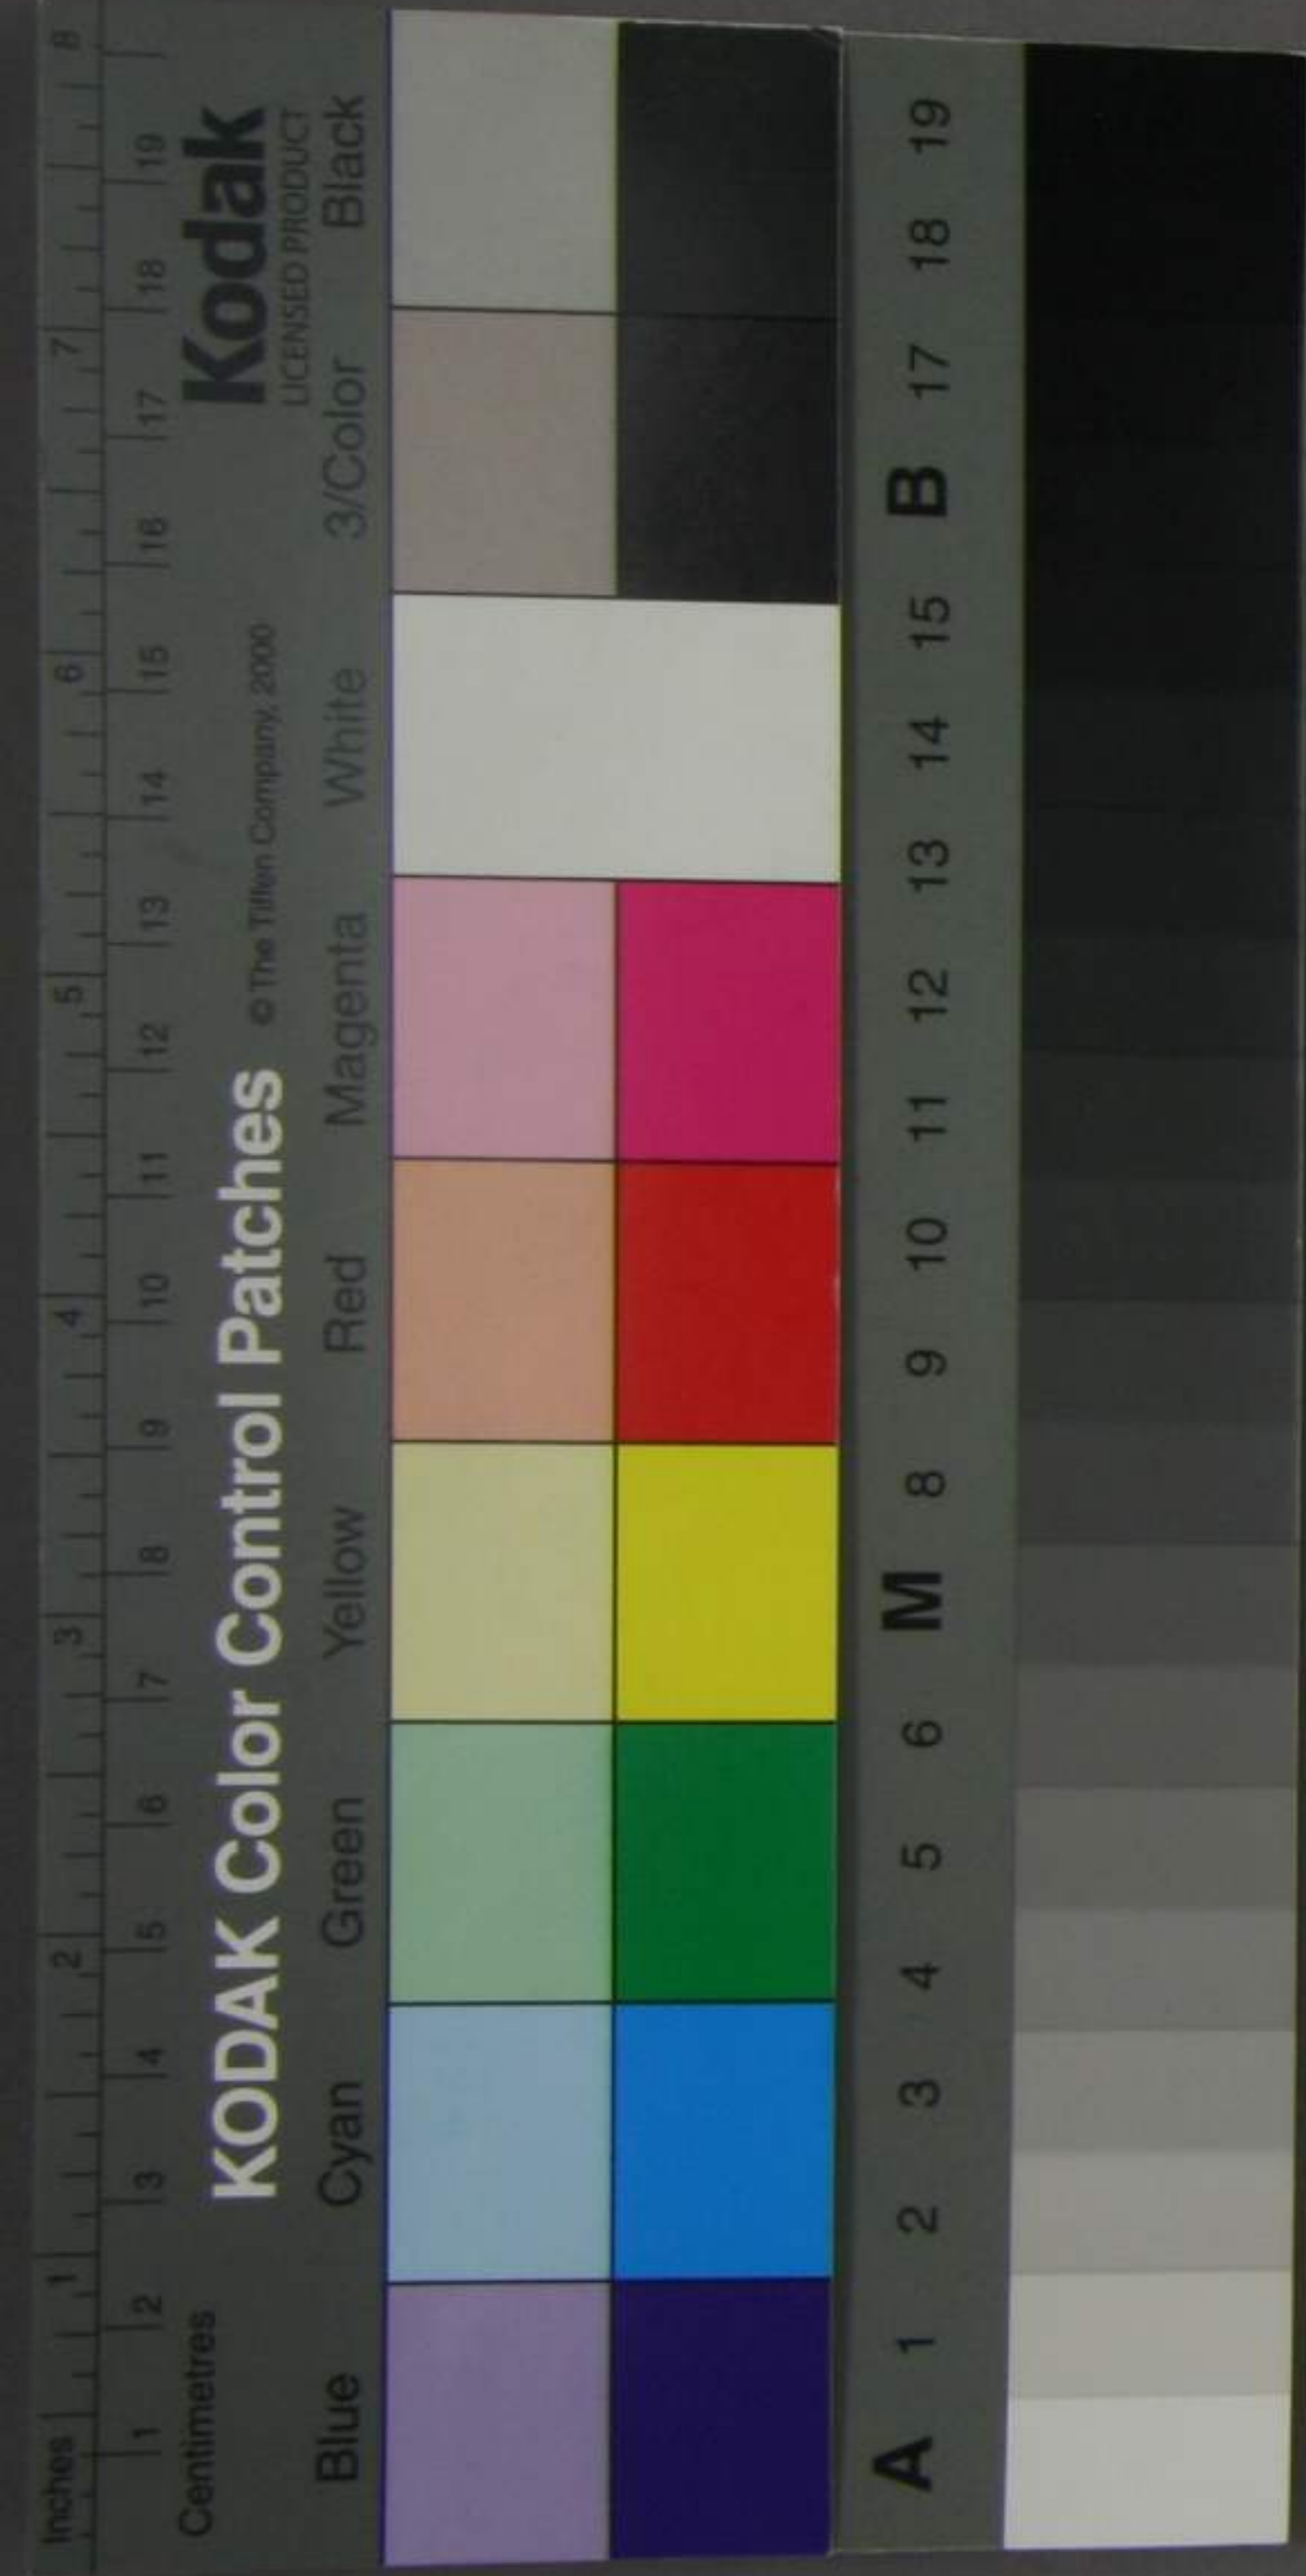 Inches 1 2 3 4 5 6 7 8
Centimetres 1 2 3 4 5 6 7 8 9 10 11 12 13 14 15 16 17 18 19
KODAK Color Control Patches © The Tiffen Company, 2000 Kodak
LICENSED PRODUCT
Blue Cyan Green Yellow Red Magenta White 3/Color Black
A 1 2 3 4 5 6 M 8 9 10 11 12 13 14 15 B 17 18 19